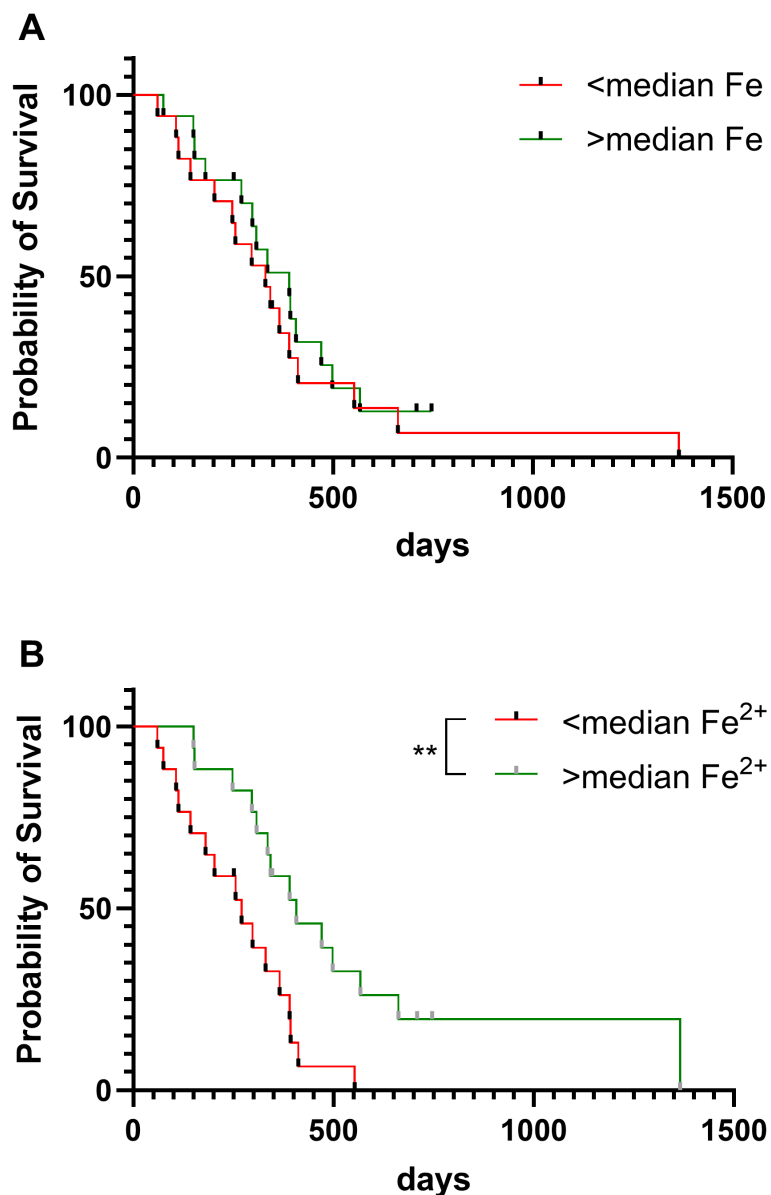 A
Probability of Survival
100
50
0
0 500 1000 1500
days
<median Fe
>median Fe
B
Probability of Survival
100
50
0
0 500 1000 1500
days
**
<median Fe²⁺
>median Fe²⁺